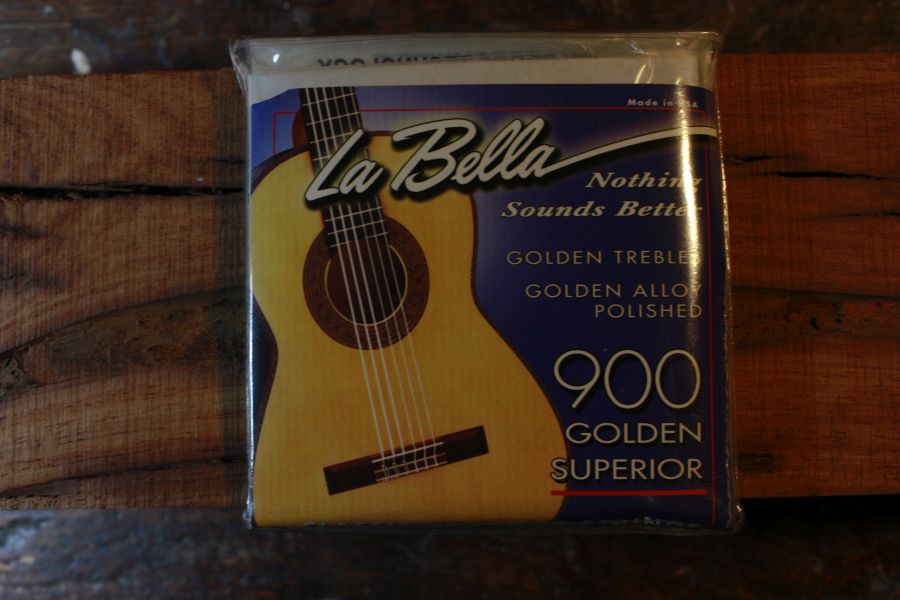 Made in USA
La Bella
Nothing
Sounds Better
GOLDEN TREBLES
GOLDEN ALLOY
POLISHED
900
GOLDEN
SUPERIOR